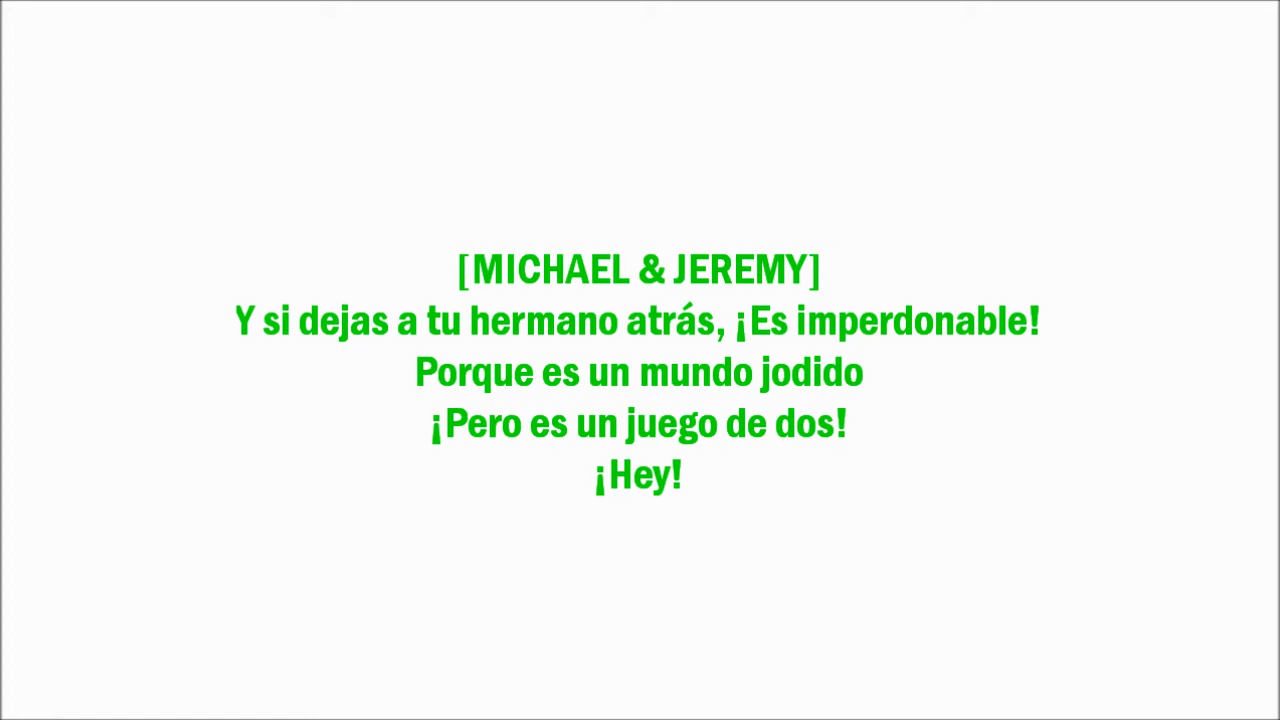 [MICHAEL & JEREMY]
Y si dejas a tu hermano atrás, ¡Es imperdonable!
Porque es un mundo jodido
¡Pero es un juego de dos!
¡Hey!